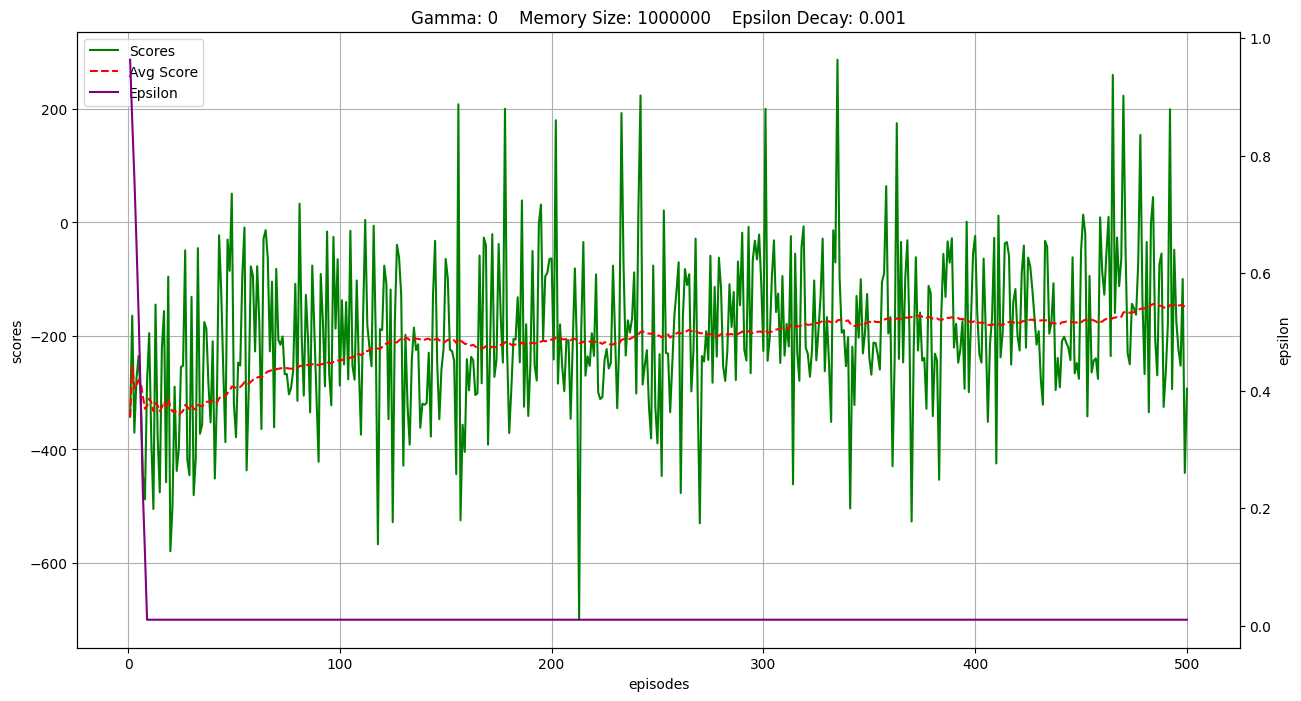 Gamma: 0    Memory Size: 1000000    Epsilon Decay: 0.001
Scores
Avg Score
Epsilon
200
0
−200
−400
−600
scores
1.0
0.8
0.6
0.4
0.2
0.0
epsilon
0 100 200 300 400 500
episodes